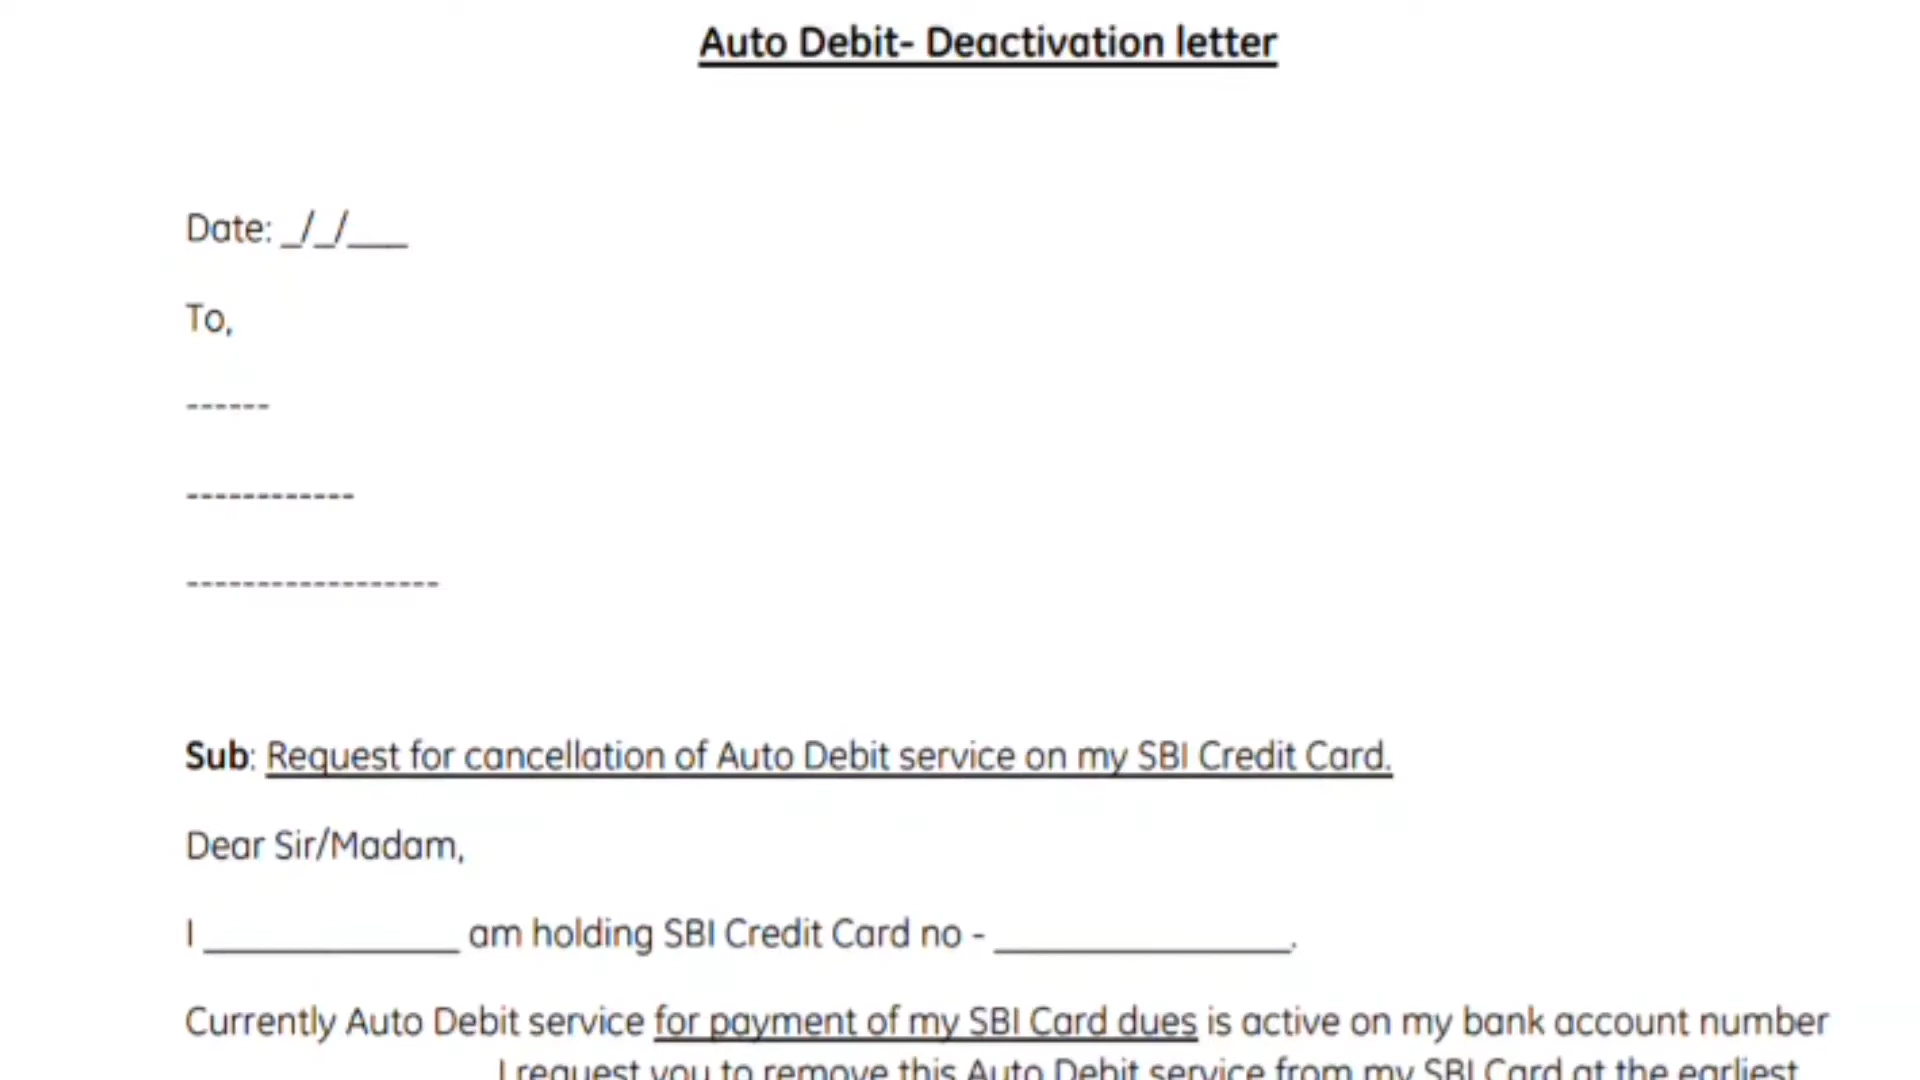 Auto Debit- Deactivation letter
Date: _/_/___
To,
------
------------
------------------
Sub: Request for cancellation of Auto Debit service on my SBI Credit Card.
Dear Sir/Madam,
I ____________ am holding SBI Credit Card no - ______________.
Currently Auto Debit service for payment of my SBI Card dues is active on my bank account number
I request you to remove this Auto Debit service from my SBI Card at the earliest